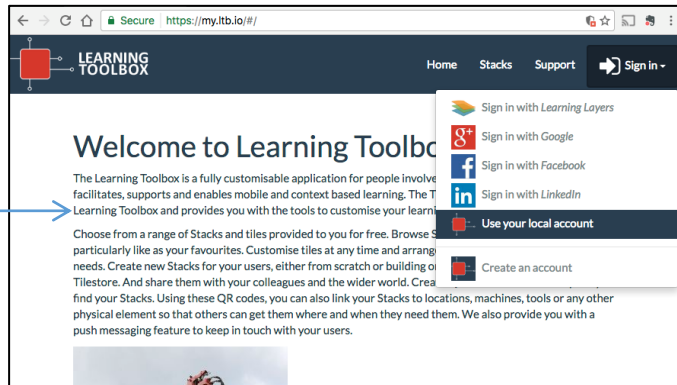 Secure https://my.ltb.io/#/
LEARNING
TOOLBOX
Home Stacks Support Sign in
Sign in with Learning Layers
Sign in with Google
Sign in with Facebook
Sign in with LinkedIn
Use your local account
Create an account
Welcome to Learning Toolbo
The Learning Toolbox is a fully customisable application for people involve
facilitates, supports and enables mobile and context based learning. The T
Learning Toolbox and provides you with the tools to customise your learni
Choose from a range of Stacks and tiles provided to you for free. Browse S
particularly like as your favourites. Customise tiles at any time and arrang
needs. Create new Stacks for your users, either from scratch or building o
Tilestore. And share them with your colleagues and the wider world. Crea
find your Stacks. Using these QR codes, you can also link your Stacks to locations, machines, tools or any other
physical element so that others can get them where and when they need them. We also provide you with a
push messaging feature to keep in touch with your users.